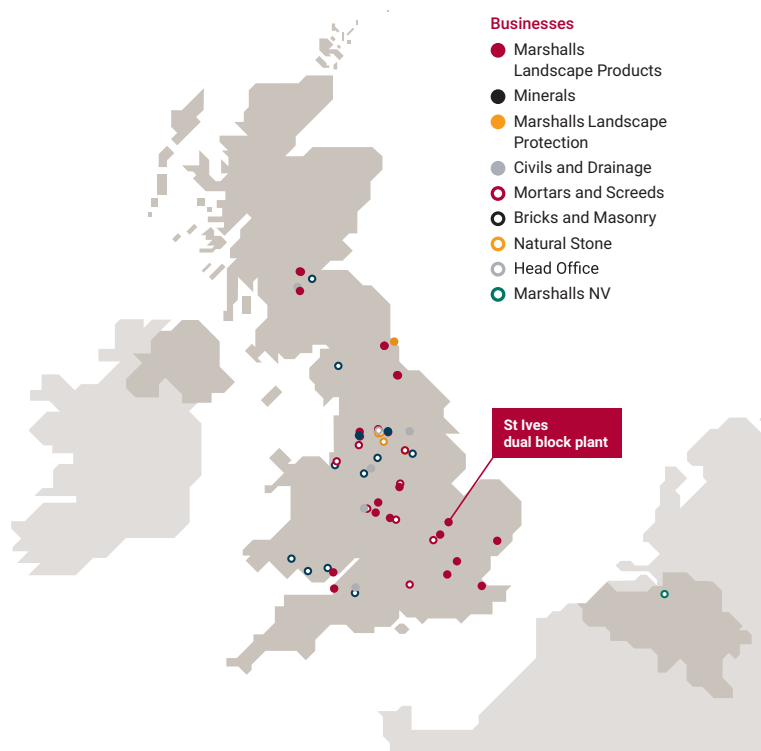 Businesses
Marshalls
Landscape Products
Minerals
Marshalls Landscape
Protection
Civils and Drainage
Mortars and Screeds
Bricks and Masonry
Natural Stone
Head Office
Marshalls NV
St Ives
dual block plant